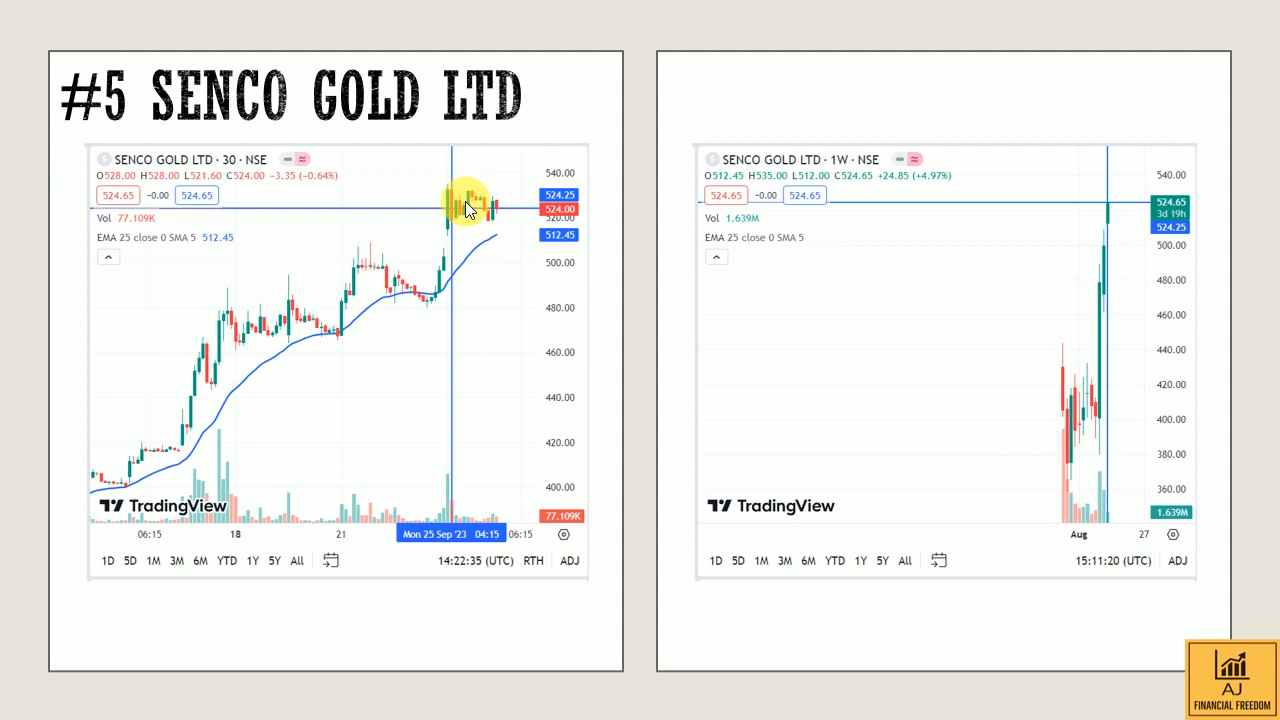 #5 SENCO GOLD LTD
SENCO GOLD LTD · 30 · NSE
O528.00 H528.00 L521.60 C524.00 −3.35 (−0.64%)
524.65 −0.00 524.65
Vol 77.109K
EMA 25 close 0 SMA 5 512.45
540.00
524.25
524.00
520.00
512.45
500.00
480.00
460.00
440.00
420.00
400.00
77.109K
TradingView
06:15 18 21 Mon 25 Sep '23 04:15 06:15
1D 5D 1M 3M 6M YTD 1Y 5Y All 14:22:35 (UTC) RTH ADJ
SENCO GOLD LTD · 1W · NSE
O512.45 H535.00 L512.00 C524.65 +24.85 (+4.97%)
524.65 −0.00 524.65
Vol 1.639M
EMA 25 close 0 SMA 5
540.00
524.65
3d 19h
524.25
500.00
480.00
460.00
440.00
420.00
400.00
380.00
360.00
1.639M
TradingView
Aug 27
1D 5D 1M 3M 6M YTD 1Y 5Y All 15:11:20 (UTC) ADJ
AJ
FINANCIAL FREEDOM